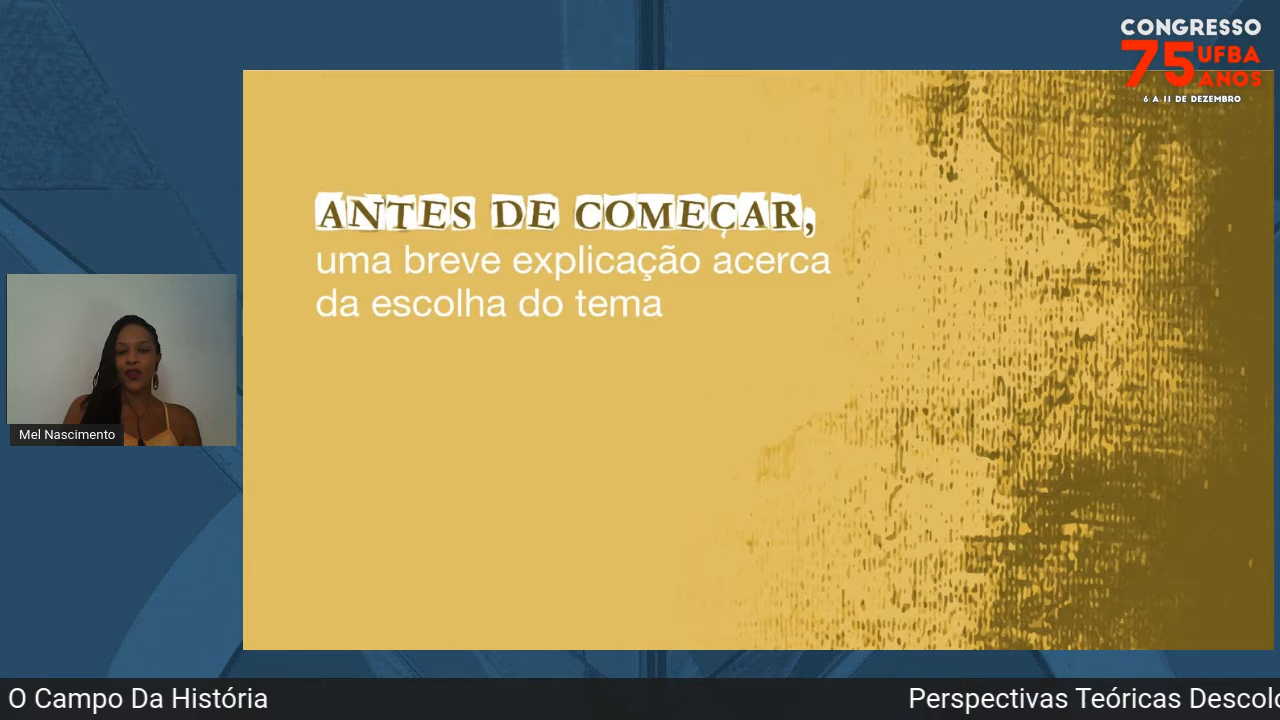 CONGRESSO
75 UFBA
ANOS
6 A 11 DE DEZEMBRO
ANTES DE COMEÇAR,
uma breve explicação acerca
da escolha do tema
Mel Nascimento
O Campo Da História
Perspectivas Teóricas